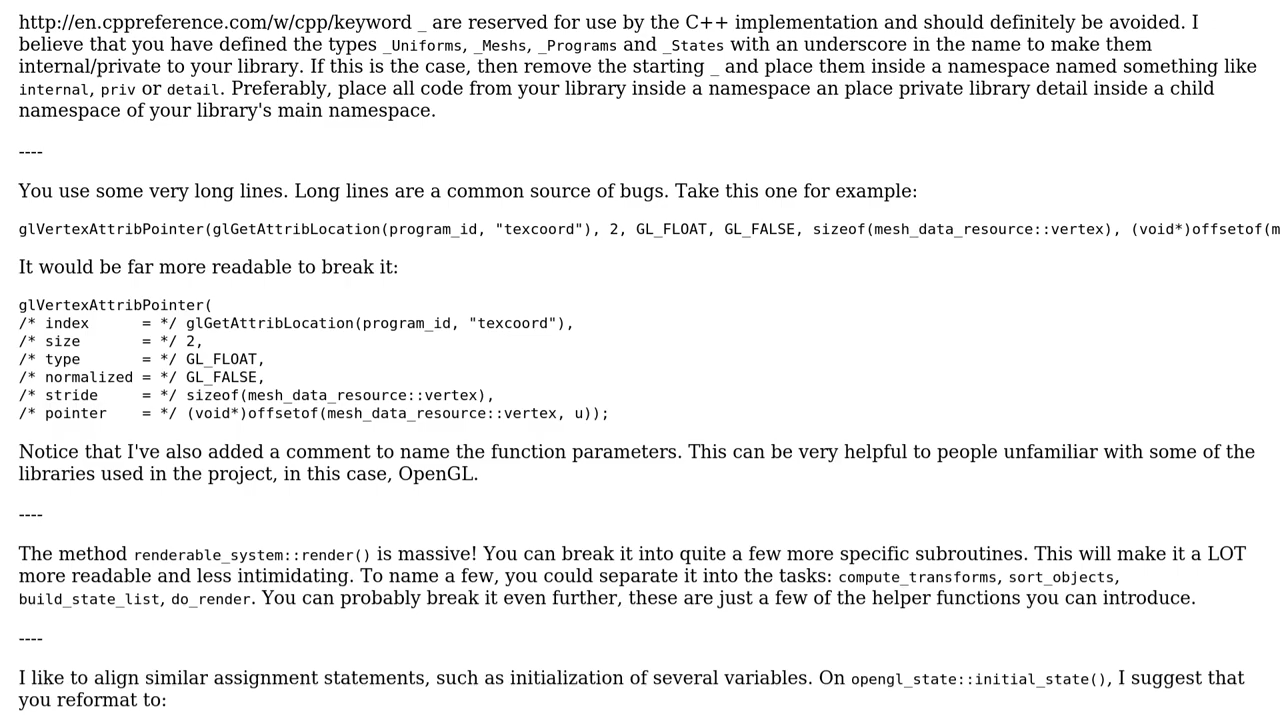 http://en.cppreference.com/w/cpp/keyword _ are reserved for use by the C++ implementation and should definitely be avoided. I
believe that you have defined the types _Uniforms, _Meshs, _Programs and _States with an underscore in the name to make them
internal/private to your library. If this is the case, then remove the starting _ and place them inside a namespace named something like
internal, priv or detail. Preferably, place all code from your library inside a namespace an place private library detail inside a child
namespace of your library's main namespace.
----
You use some very long lines. Long lines are a common source of bugs. Take this one for example:
glVertexAttribPointer(glGetAttribLocation(program_id, "texcoord"), 2, GL_FLOAT, GL_FALSE, sizeof(mesh_data_resource::vertex), (void*)offsetof(m
It would be far more readable to break it:
glVertexAttribPointer(
/* index      = */ glGetAttribLocation(program_id, "texcoord"),
/* size       = */ 2,
/* type       = */ GL_FLOAT,
/* normalized = */ GL_FALSE,
/* stride     = */ sizeof(mesh_data_resource::vertex),
/* pointer    = */ (void*)offsetof(mesh_data_resource::vertex, u));
Notice that I've also added a comment to name the function parameters. This can be very helpful to people unfamiliar with some of the
libraries used in the project, in this case, OpenGL.
----
The method renderable_system::render() is massive! You can break it into quite a few more specific subroutines. This will make it a LOT
more readable and less intimidating. To name a few, you could separate it into the tasks: compute_transforms, sort_objects,
build_state_list, do_render. You can probably break it even further, these are just a few of the helper functions you can introduce.
----
I like to align similar assignment statements, such as initialization of several variables. On opengl_state::initial_state(), I suggest that
you reformat to: